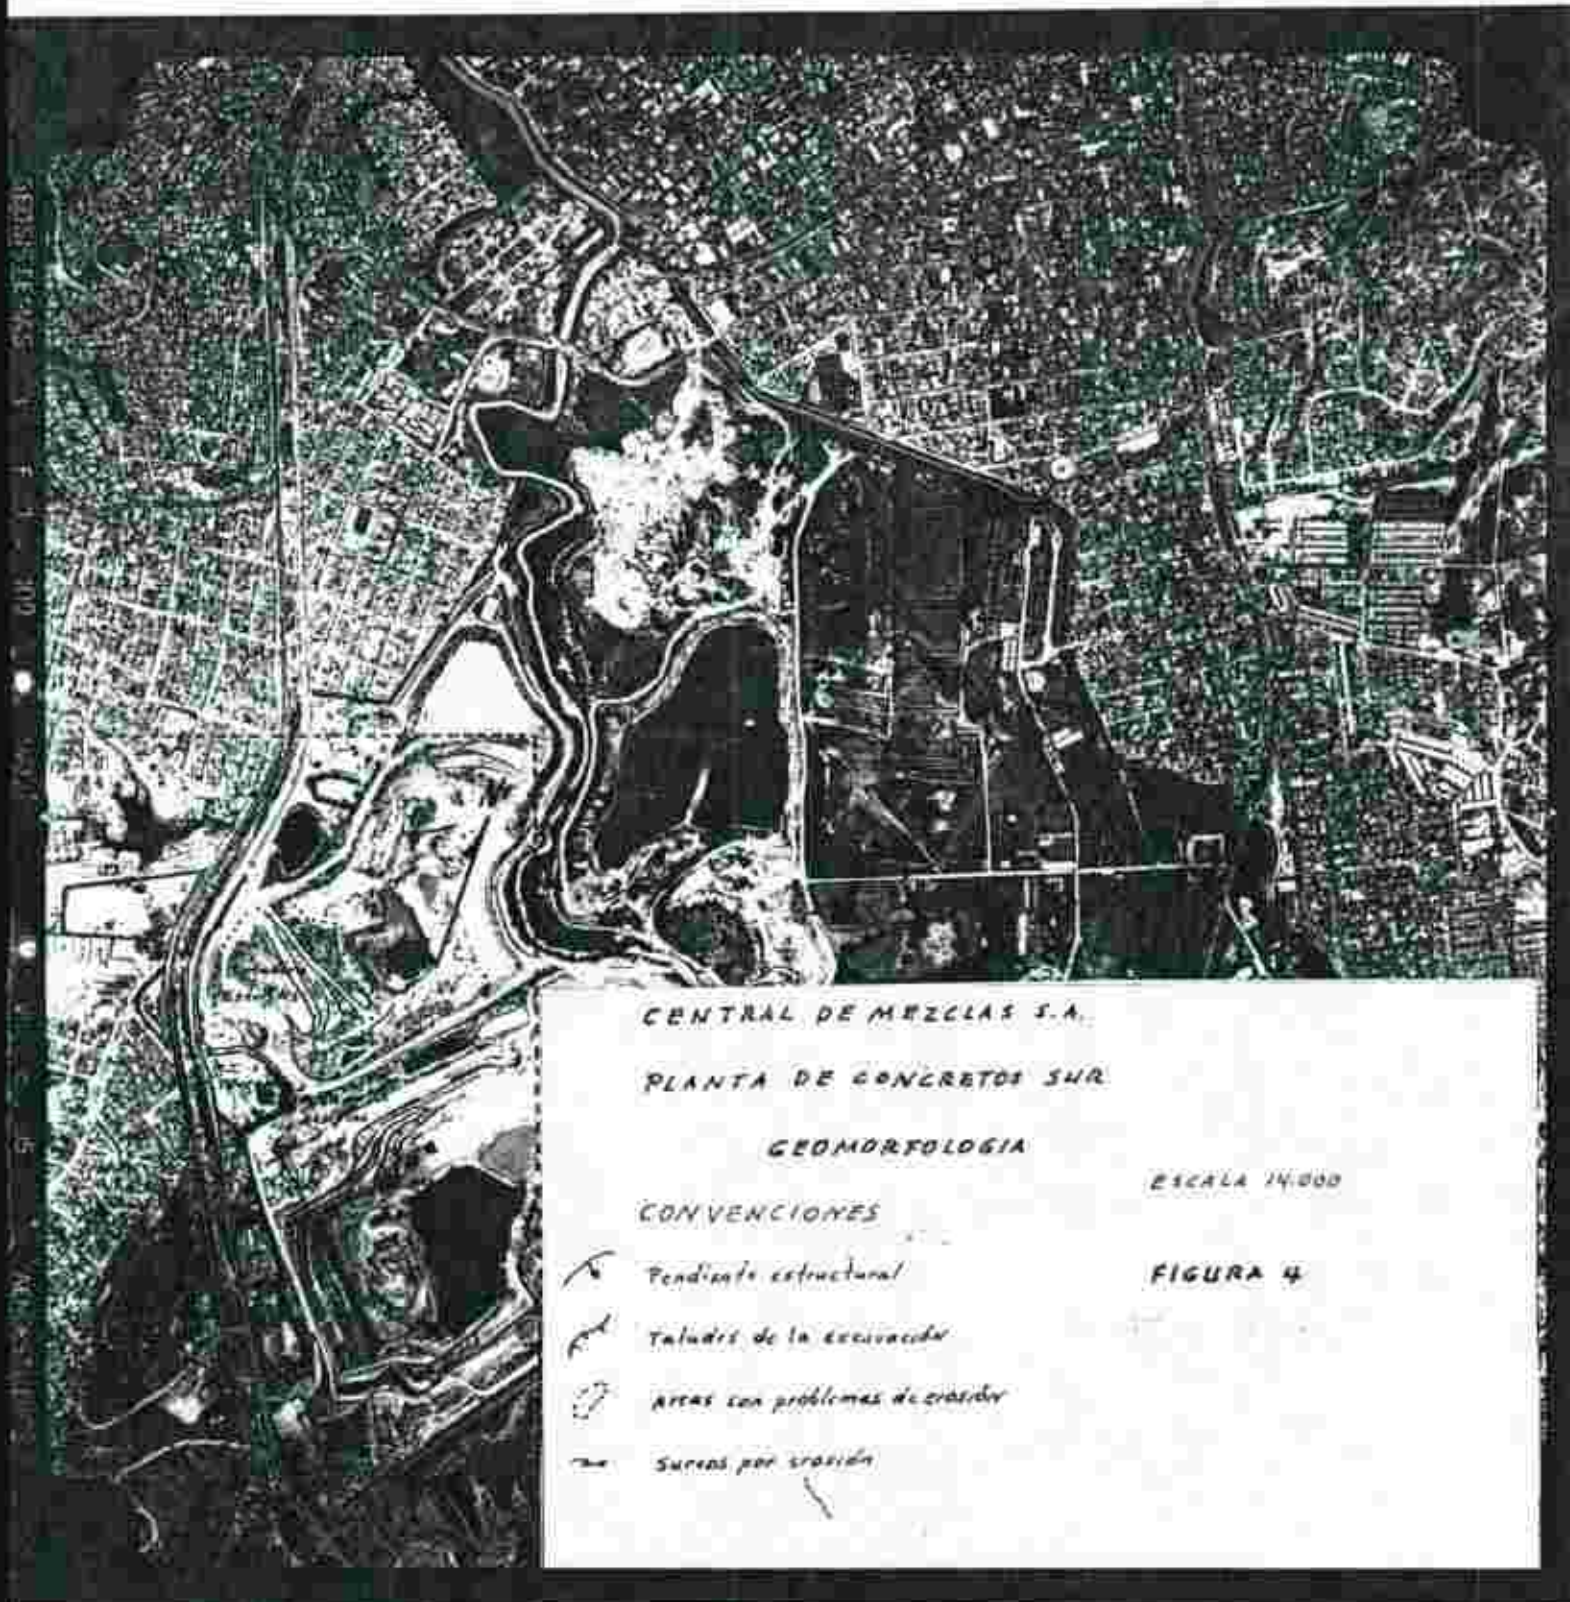 CENTRAL DE MEZCLAS S.A.
PLANTA DE CONCRETOS SUR
GEOMORFOLOGIA
ESCALA 14.000
CONVENCIONES
Pendiente estructural
FIGURA 4
Taludes de la excavación
Areas con problemas de erosión
Surcos por erosión